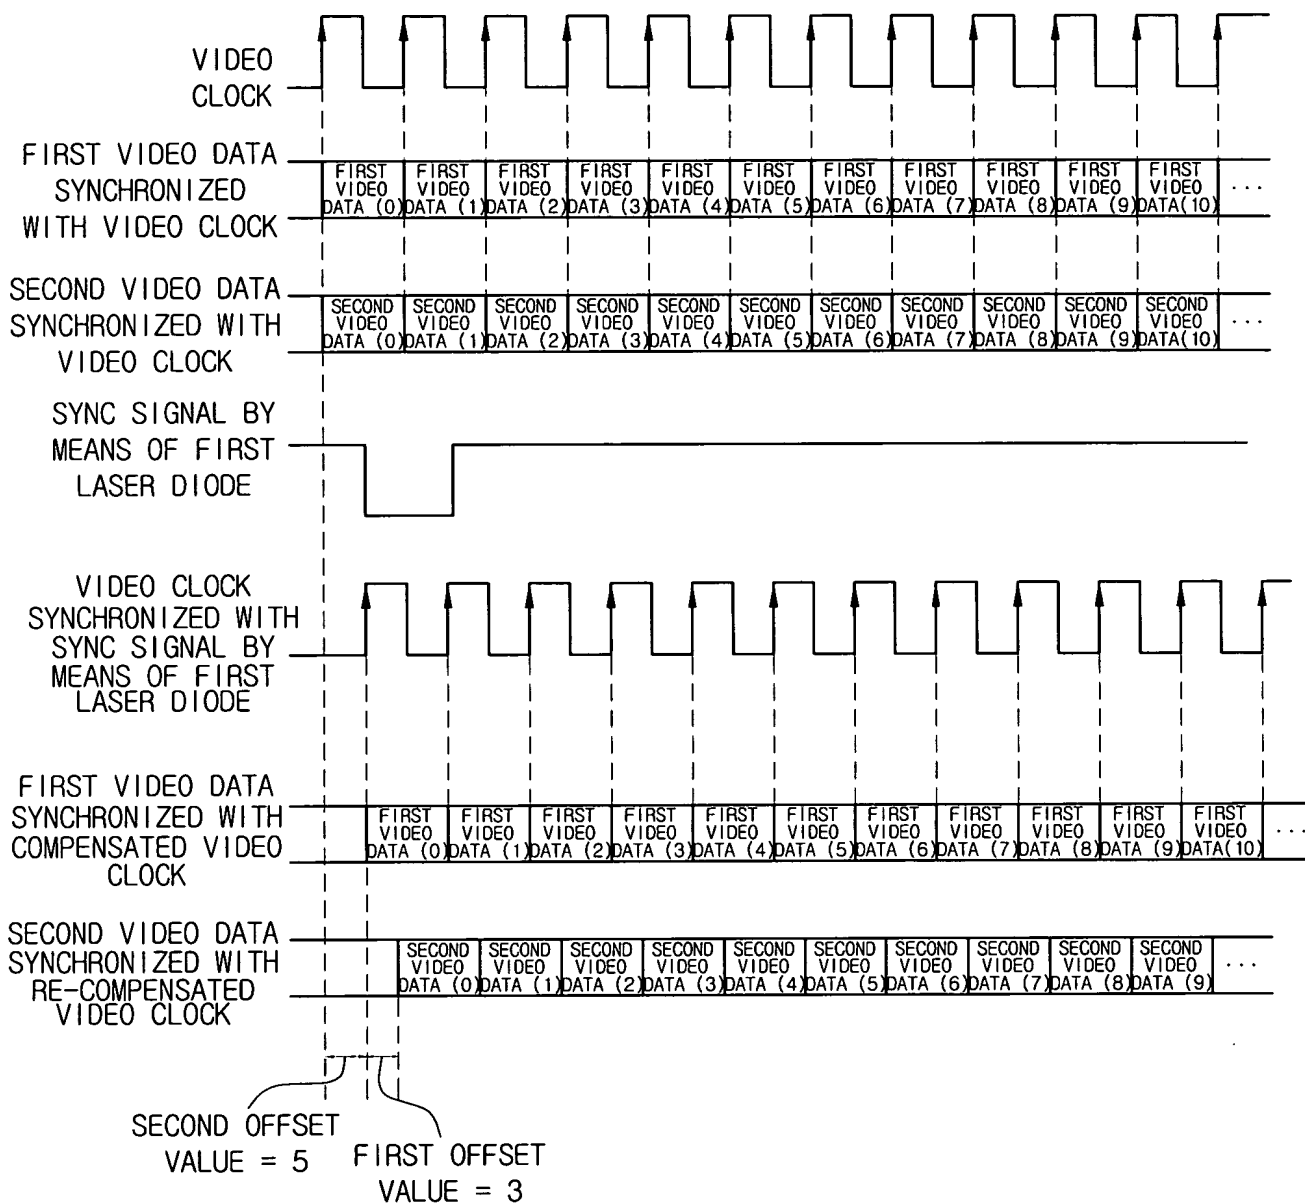 VIDEO
CLOCK
FIRST VIDEO DATA
SYNCHRONIZED
WITH VIDEO CLOCK
FIRST FIRST FIRST FIRST FIRST FIRST FIRST FIRST FIRST FIRST FIRST
VIDEO VIDEO VIDEO VIDEO VIDEO VIDEO VIDEO VIDEO VIDEO VIDEO VIDEO
DATA (0) DATA (1) DATA (2) DATA (3) DATA (4) DATA (5) DATA (6) DATA (7) DATA (8) DATA (9) DATA(10) ...
SECOND VIDEO DATA
SYNCHRONIZED WITH
VIDEO CLOCK
SECOND SECOND SECOND SECOND SECOND SECOND SECOND SECOND SECOND SECOND SECOND
VIDEO VIDEO VIDEO VIDEO VIDEO VIDEO VIDEO VIDEO VIDEO VIDEO VIDEO
DATA (0) DATA (1) DATA (2) DATA (3) DATA (4) DATA (5) DATA (6) DATA (7) DATA (8) DATA (9) DATA(10) ...
SYNC SIGNAL BY
MEANS OF FIRST
LASER DIODE
VIDEO CLOCK
SYNCHRONIZED WITH
SYNC SIGNAL BY
MEANS OF FIRST
LASER DIODE
FIRST VIDEO DATA
SYNCHRONIZED WITH
COMPENSATED VIDEO
CLOCK
FIRST FIRST FIRST FIRST FIRST FIRST FIRST FIRST FIRST FIRST FIRST
VIDEO VIDEO VIDEO VIDEO VIDEO VIDEO VIDEO VIDEO VIDEO VIDEO VIDEO
DATA (0) DATA (1) DATA (2) DATA (3) DATA (4) DATA (5) DATA (6) DATA (7) DATA (8) DATA (9) DATA(10) ...
SECOND VIDEO DATA
SYNCHRONIZED WITH
RE-COMPENSATED
VIDEO CLOCK
SECOND SECOND SECOND SECOND SECOND SECOND SECOND SECOND SECOND SECOND
VIDEO VIDEO VIDEO VIDEO VIDEO VIDEO VIDEO VIDEO VIDEO VIDEO
DATA (0) DATA (1) DATA (2) DATA (3) DATA (4) DATA (5) DATA (6) DATA (7) DATA (8) DATA (9) ...
SECOND OFFSET
VALUE = 5
FIRST OFFSET
VALUE = 3